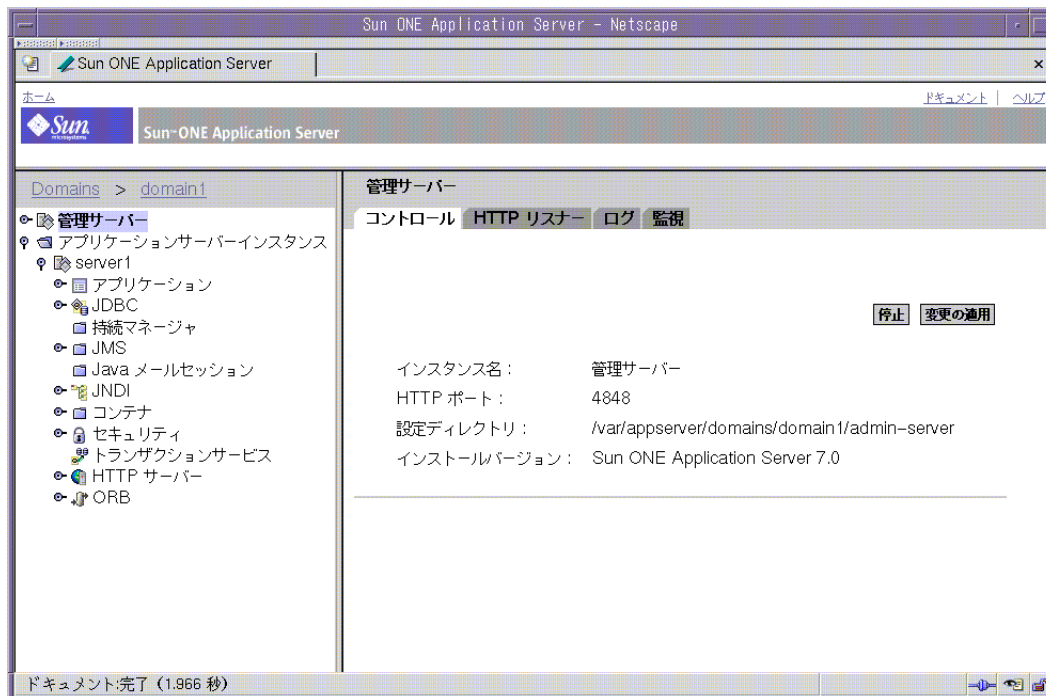 Sun ONE Application Server - Netscape
Sun ONE Application Server
ホーム
ドキュメント | ヘルプ
Sun microsystems
Sun ONE Application Server
Domains > domain1
管理サーバー
アプリケーションサーバーインスタンス
server1
アプリケーション
JDBC
持続マネージャ
JMS
Java メールセッション
JNDI
コンテナ
セキュリティ
トランザクションサービス
HTTP サーバー
ORB
管理サーバー
コントロール HTTP リスナー ログ 監視
停止 変更の適用
インスタンス名： 管理サーバー
HTTP ポート： 4848
設定ディレクトリ： /var/appserver/domains/domain1/admin-server
インストールバージョン： Sun ONE Application Server 7.0
ドキュメント:完了 (1.966 秒)